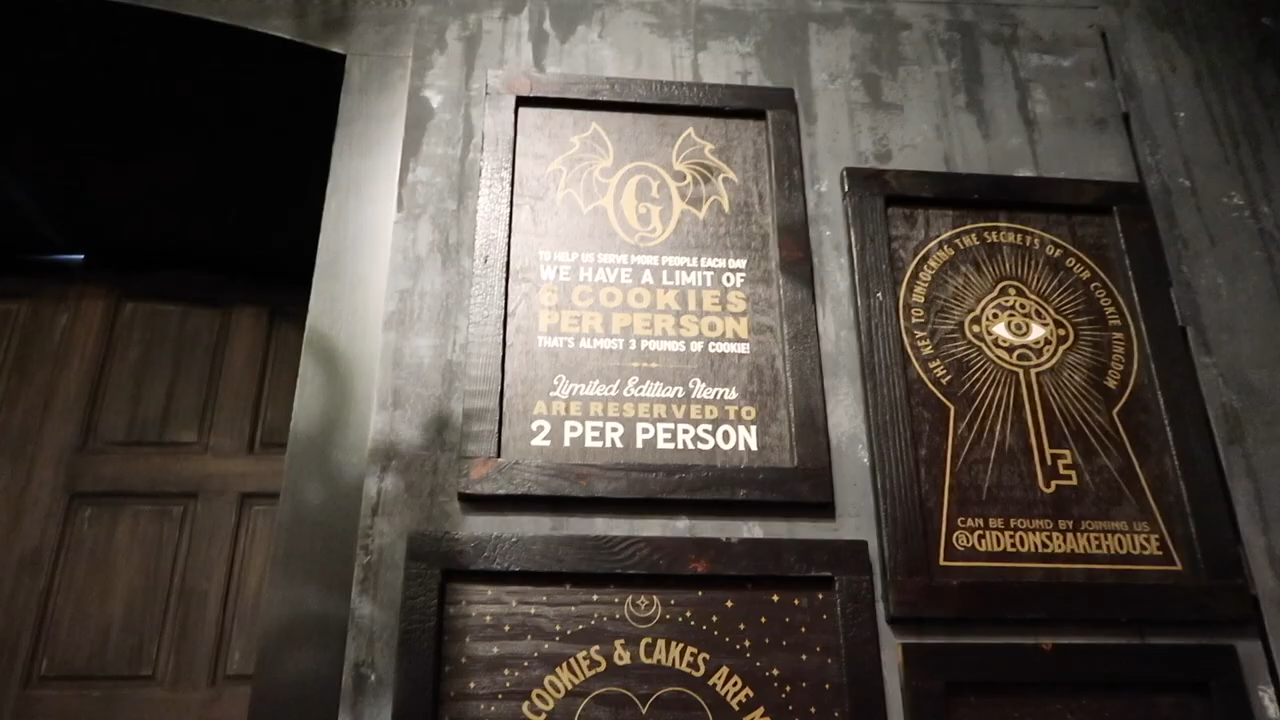 G
TO HELP US SERVE MORE PEOPLE EACH DAY
WE HAVE A LIMIT OF
6 COOKIES
PER PERSON
THAT'S ALMOST 3 POUNDS OF COOKIE!
Limited Edition Items
ARE RESERVED TO
2 PER PERSON
THE KEY TO UNLOCKING THE SECRETS OF OUR COOKIE KINGDOM
CAN BE FOUND BY JOINING US
@GIDEONSBAKEHOUSE
COOKIES & CAKES ARE